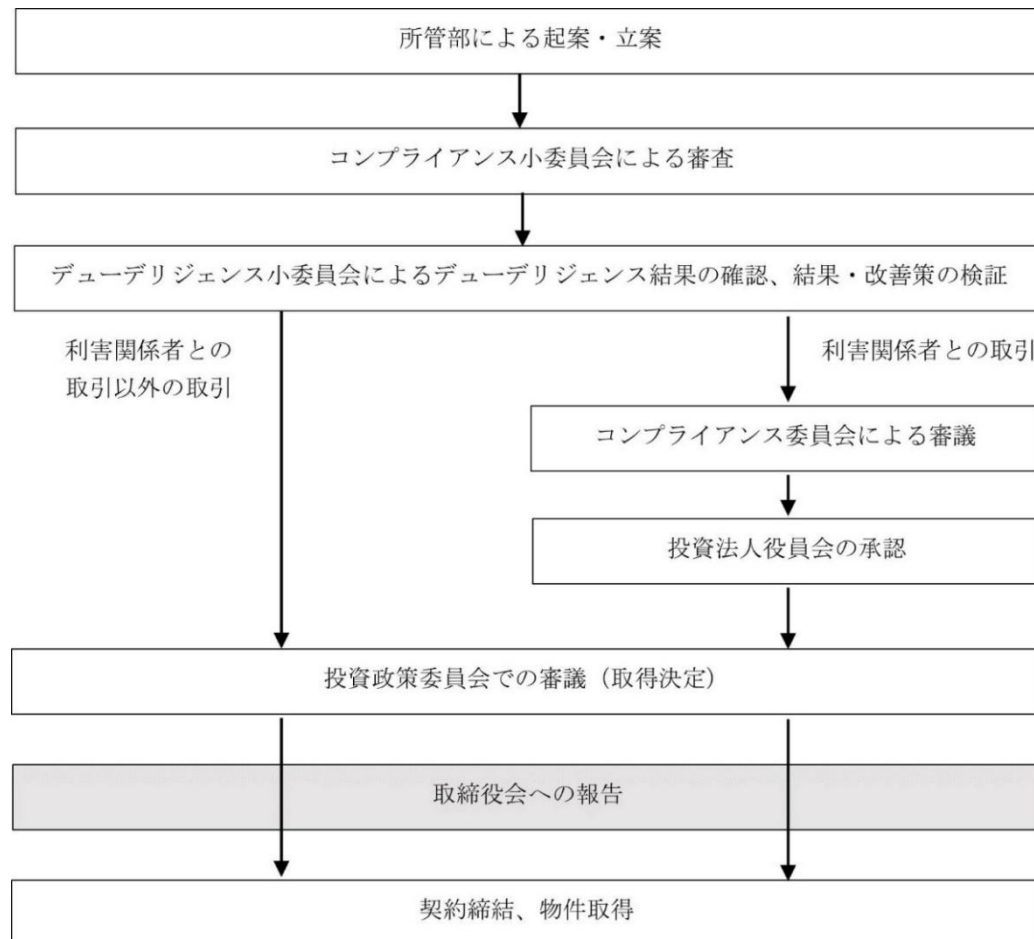 所管部による起案・立案
コンプライアンス小委員会による審査
デューデリジェンス小委員会によるデューデリジェンス結果の確認、結果・改善策の検証
利害関係者との
取引以外の取引
利害関係者との取引
コンプライアンス委員会による審議
投資法人役員会の承認
投資政策委員会での審議（取得決定）
取締役会への報告
契約締結、物件取得